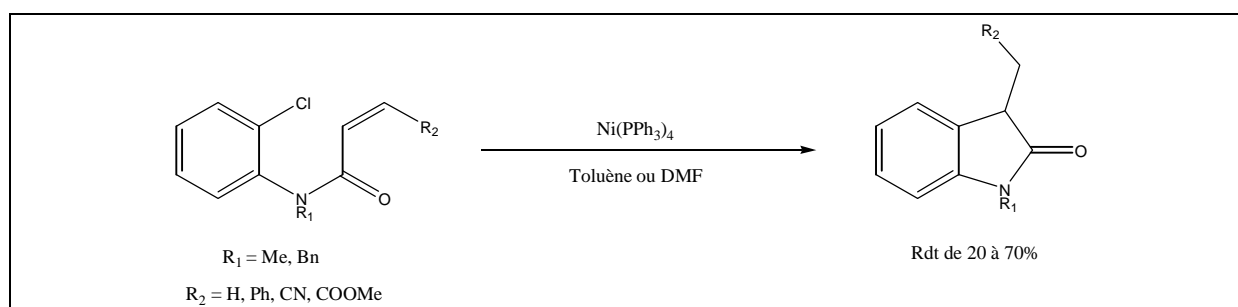 R2
Cl
R2
Ni(PPh3)4
N
R1
O
Toluène ou DMF
O
N
R1
R1 = Me, Bn
R2 = H, Ph, CN, COOMe
Rdt de 20 à 70%